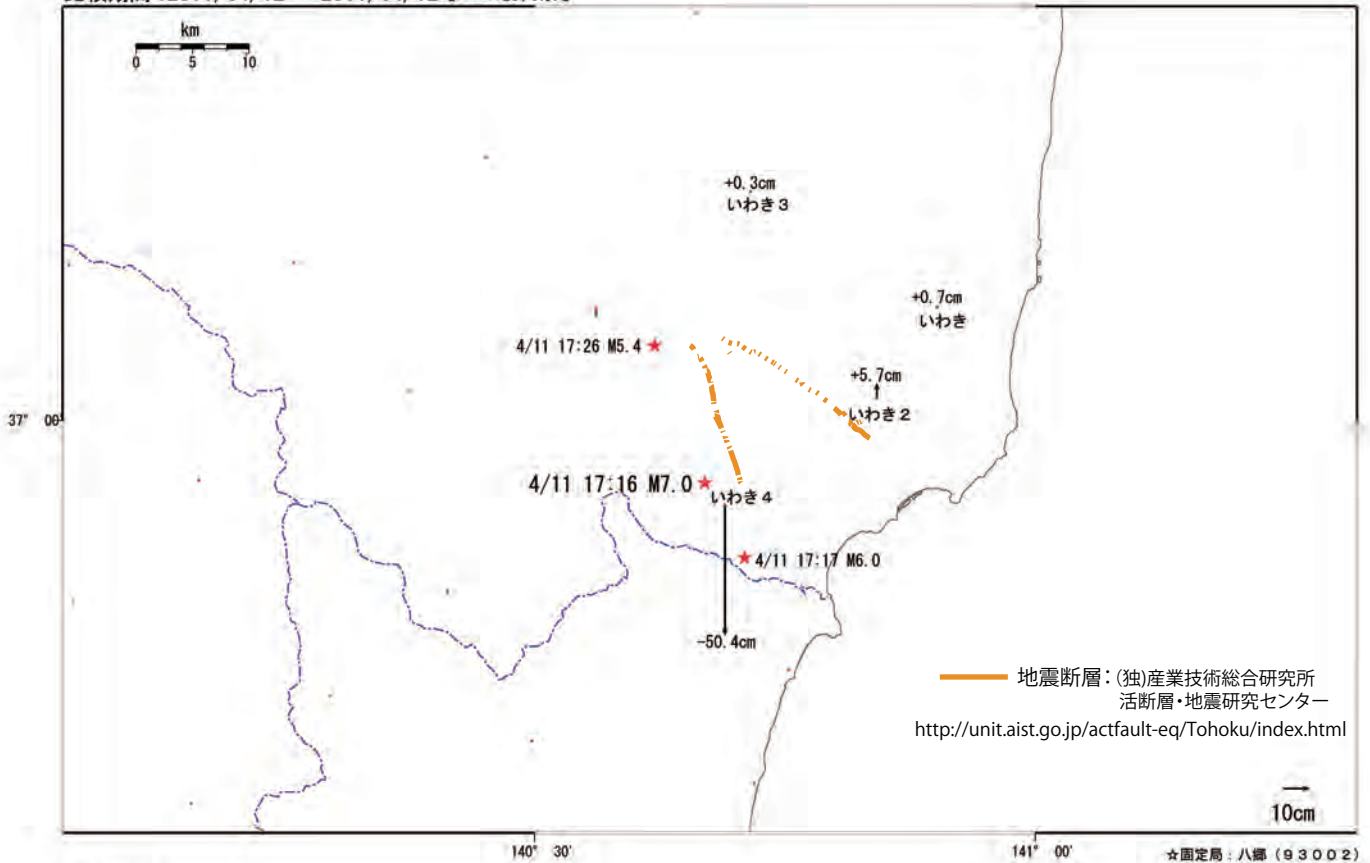 km
0 5 10
+0.3cm
いわき3
+0.7cm
いわき
4/11 17:26 M5.4
+5.7cm
いわき2
37° 00'
4/11 17:16 M7.0
いわき4
4/11 17:17 M6.0
-50.4cm
地震断層：(独)産業技術総合研究所
活断層・地震研究センター
http://unit.aist.go.jp/actfault-eq/Tohoku/index.html
10cm
140° 30'
141° 00'
☆固定局：八郷 (93002)